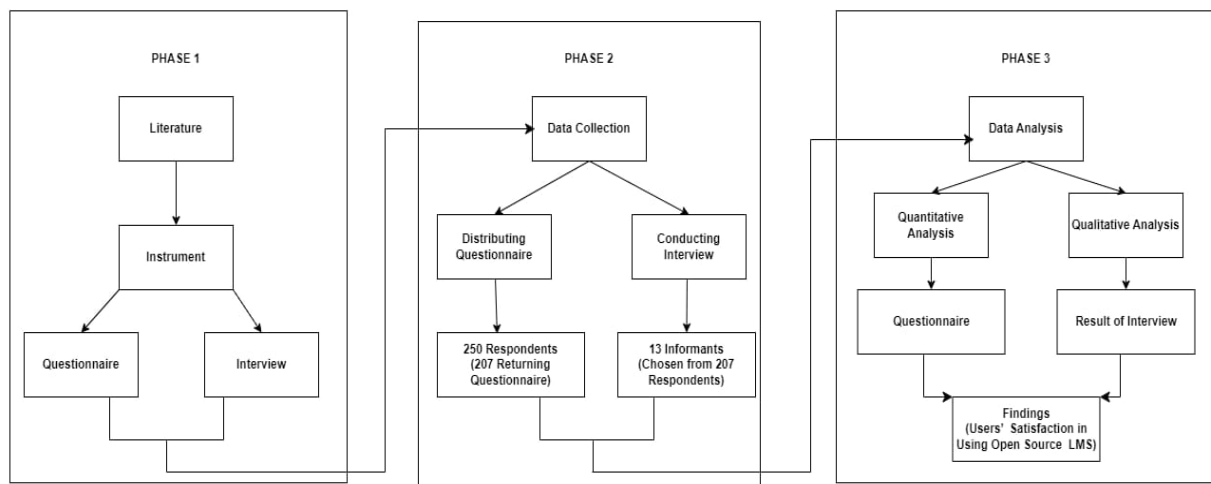 PHASE 1
Literature
Instrument
Questionnaire
Interview
PHASE 2
Data Collection
Distributing
Questionnaire
Conducting
Interview
250 Respondents
(207 Returning
Questionnaire)
13 Informants
(Chosen from 207
Respondents)
PHASE 3
Data Analysis
Quantitative
Analysis
Qualitative Analysis
Questionnaire
Result of Interview
Findings
(Users' Satisfaction in
Using Open Source LMS)